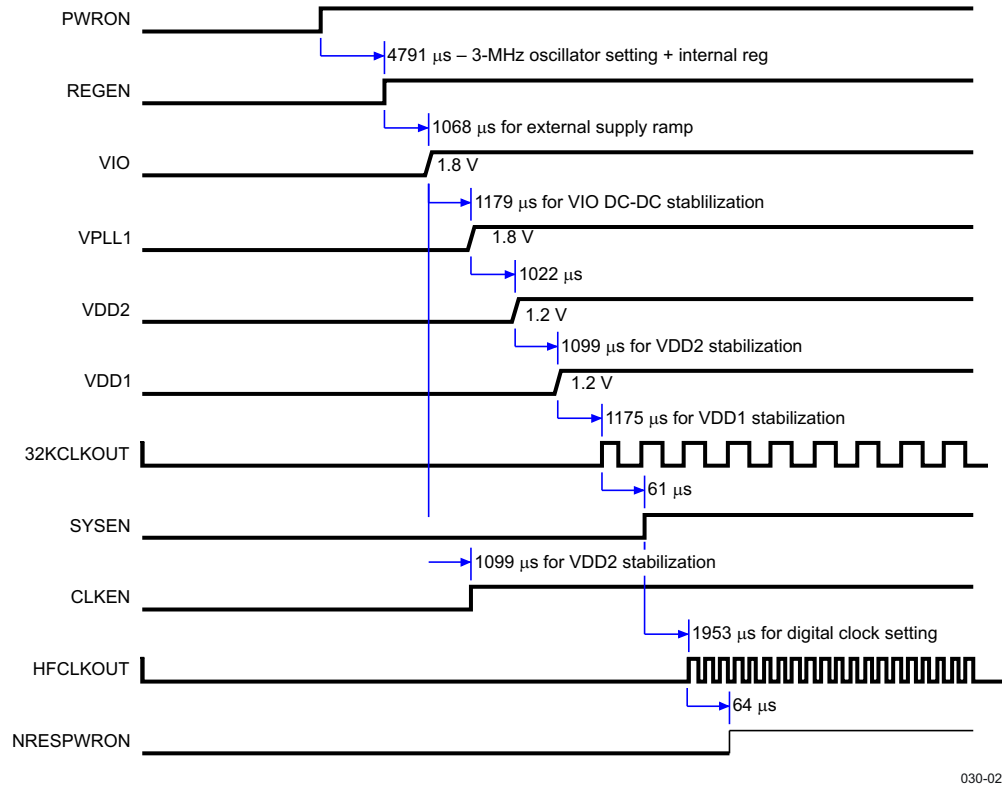 PWRON
4791 μs – 3-MHz oscillator setting + internal reg
REGEN
1068 μs for external supply ramp
VIO
1.8 V
1179 μs for VIO DC-DC stablilization
VPLL1
1.8 V
1022 μs
VDD2
1.2 V
1099 μs for VDD2 stabilization
VDD1
1.2 V
1175 μs for VDD1 stabilization
32KCLKOUT
61 μs
SYSEN
1099 μs for VDD2 stabilization
CLKEN
1953 μs for digital clock setting
HFCLKOUT
64 μs
NRESPWRON
030-02